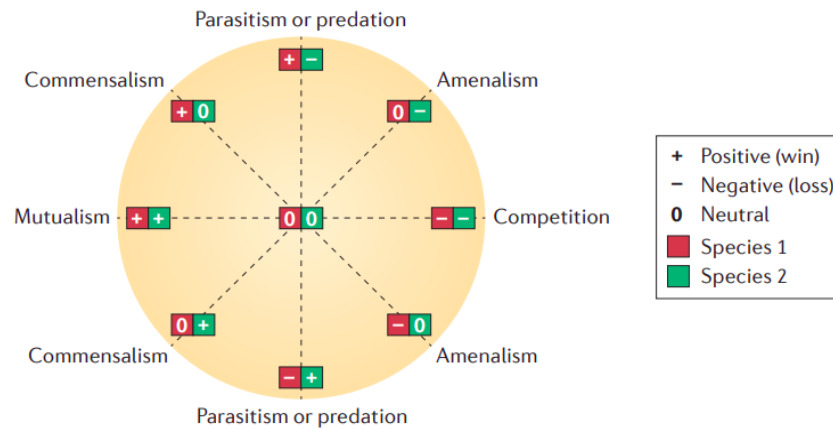 Parasitism or predation
+ −
Commensalism
+ 0
Amenalism
0 −
Mutualism
+ +
0 0
− −
Competition
0 +
Commensalism
− 0
Amenalism
− +
Parasitism or predation
+ Positive (win)
− Negative (loss)
0 Neutral
Species 1
Species 2